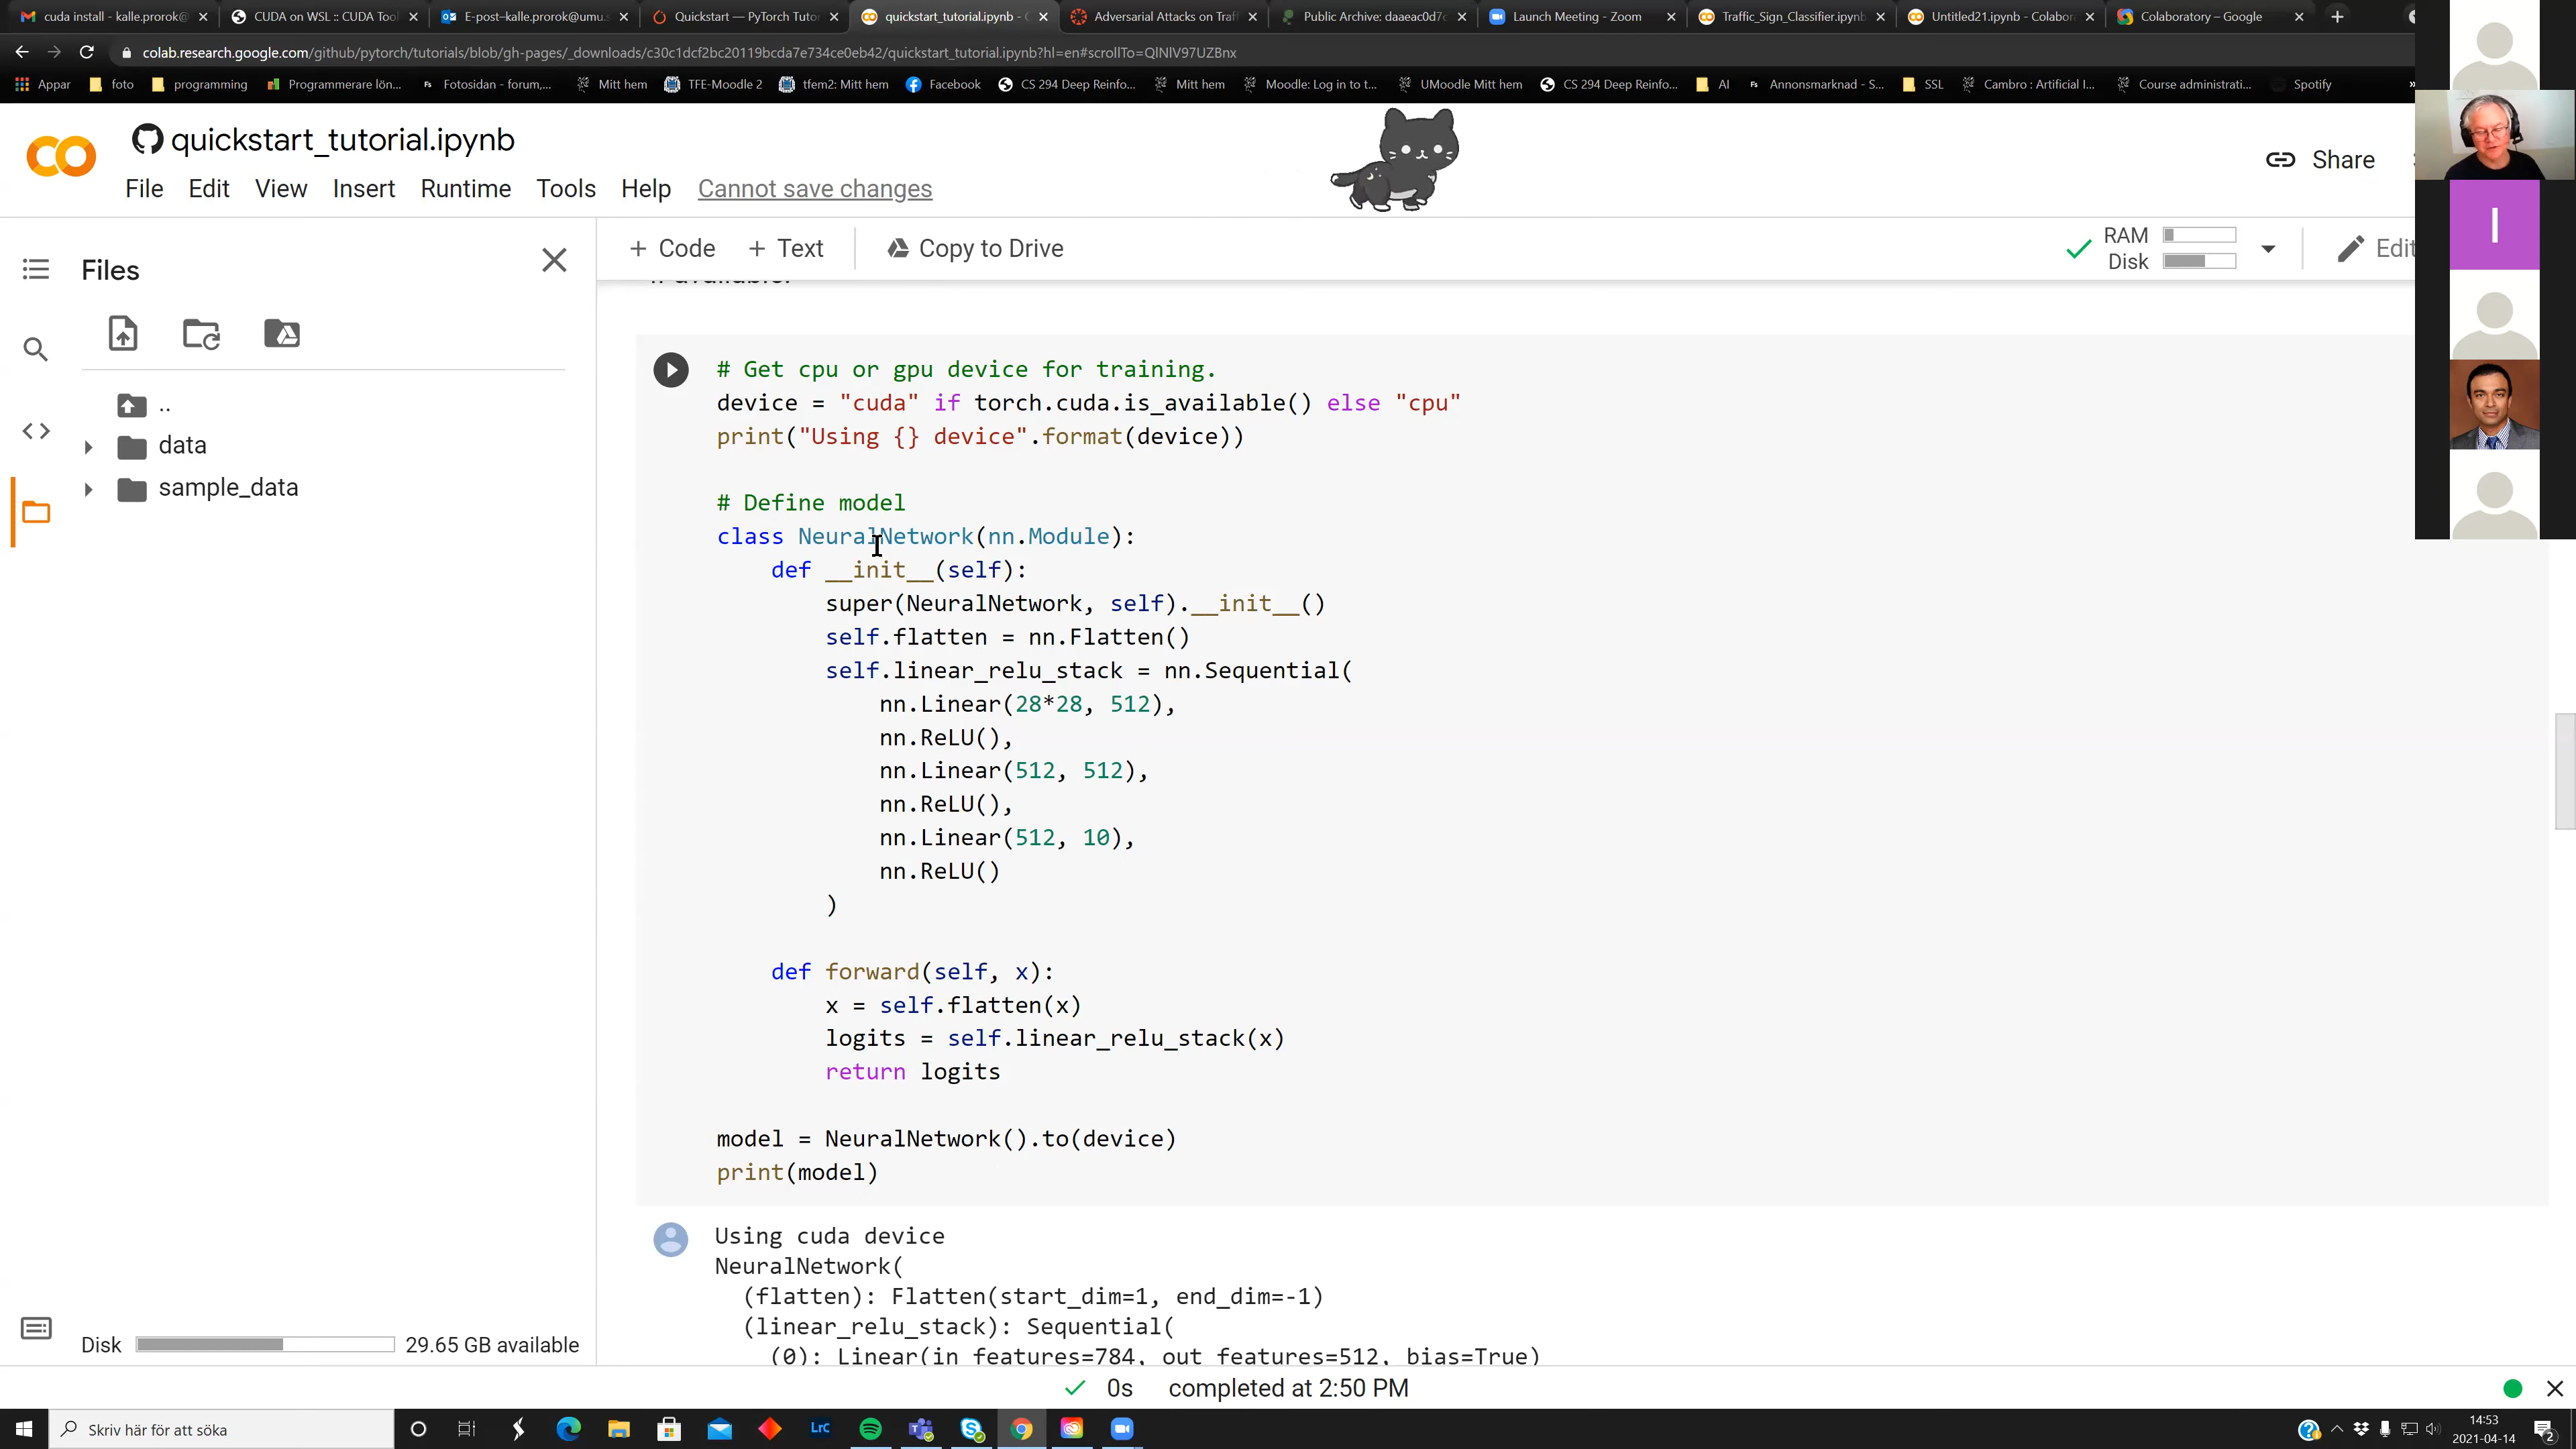 cuda install - kalle.prorok@
CUDA on WSL :: CUDA Tool
E-post–kalle.prorok@umu.s
Quickstart — PyTorch Tutor
quickstart_tutorial.ipynb - C
Adversarial Attacks on Traff
Public Archive: daaeac0d7c
Launch Meeting - Zoom
Traffic_Sign_Classifier.ipynb
Untitled21.ipynb - Colabor
Colaboratory – Google
colab.research.google.com/github/pytorch/tutorials/blob/gh-pages/_downloads/c30c1dcf2bc20119bcda7e734ce0eb42/quickstart_tutorial.ipynb?hl=en#scrollTo=QlNlV97UZBnx
Appar
foto
programming
Programmerare lön...
Fs Fotosidan - forum,...
Mitt hem
TFE-Moodle 2
tfem2: Mitt hem
Facebook
CS 294 Deep Reinfo...
Mitt hem
Moodle: Log in to t...
UMoodle Mitt hem
CS 294 Deep Reinfo...
AI
Fs Annonsmarknad - S...
SSL
Cambro : Artificial I...
Course administrati...
Spotify
»
CO
quickstart_tutorial.ipynb
File Edit View Insert Runtime Tools Help Cannot save changes
Share
Files
+ Code + Text Copy to Drive
RAM
Disk
Edit
..
data
sample_data
if available.
# Get cpu or gpu device for training.
device = "cuda" if torch.cuda.is_available() else "cpu"
print("Using {} device".format(device))
# Define model
class NeuralNetwork(nn.Module):
def __init__(self):
super(NeuralNetwork, self).__init__()
self.flatten = nn.Flatten()
self.linear_relu_stack = nn.Sequential(
nn.Linear(28*28, 512),
nn.ReLU(),
nn.Linear(512, 512),
nn.ReLU(),
nn.Linear(512, 10),
nn.ReLU()
)
def forward(self, x):
x = self.flatten(x)
logits = self.linear_relu_stack(x)
return logits
model = NeuralNetwork().to(device)
print(model)
Using cuda device
NeuralNetwork(
(flatten): Flatten(start_dim=1, end_dim=-1)
(linear_relu_stack): Sequential(
(0): Linear(in_features=784, out_features=512, bias=True)
Disk 29.65 GB available
0s completed at 2:50 PM
I
Skriv här för att söka
LrC
14:53
2021-04-14
2